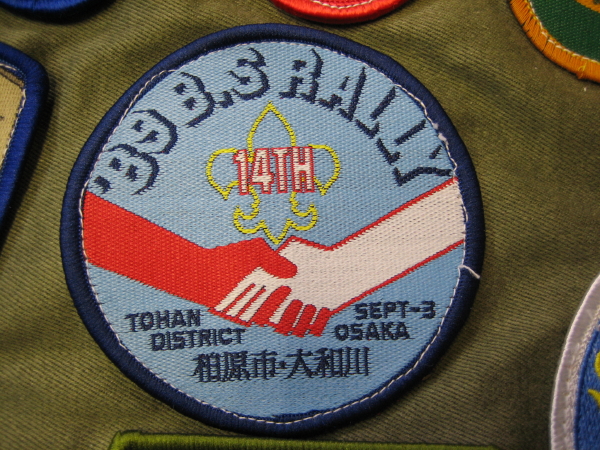 '89 B.S RALLY
14TH
TOHAN
DISTRICT
SEPT-3
OSAKA
柏原市・大和川